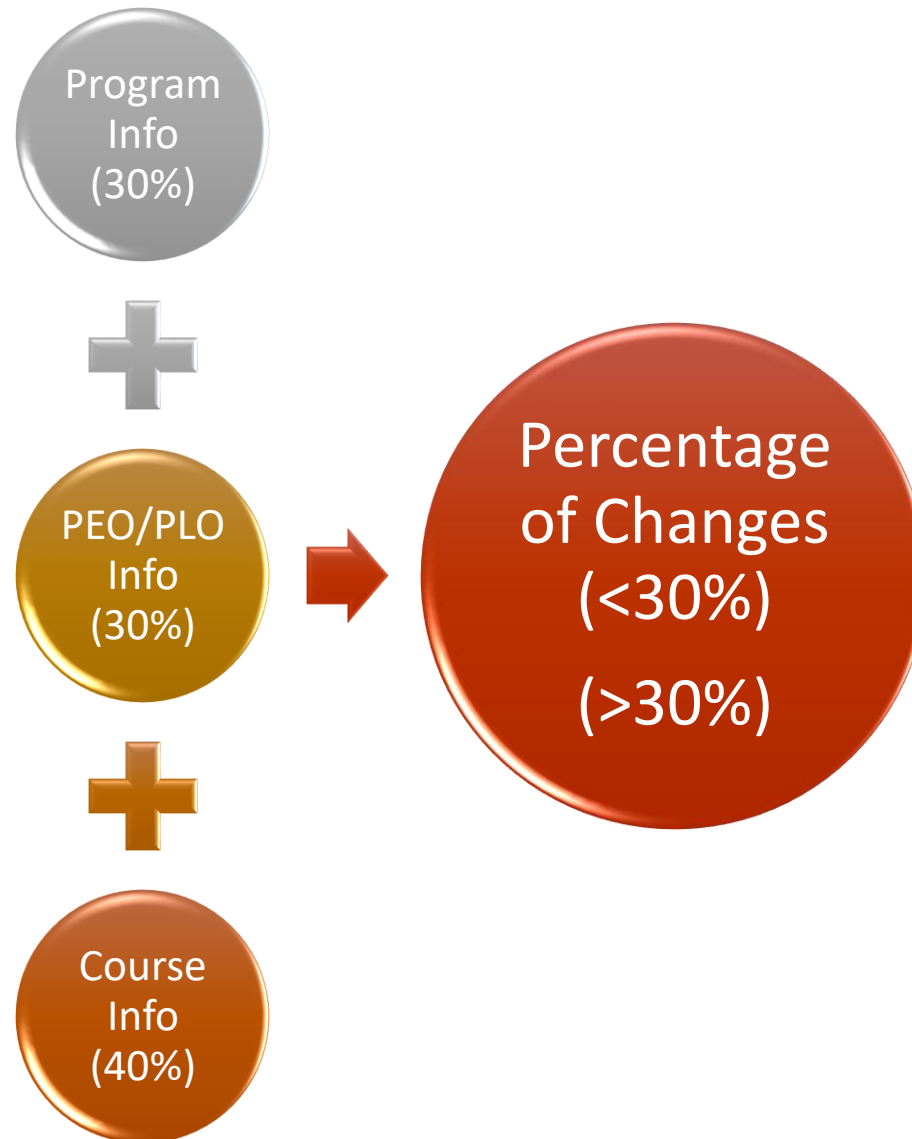 Program
Info
(30%)
PEO/PLO
Info
(30%)
Course
Info
(40%)
Percentage
of Changes
(<30%)
(>30%)